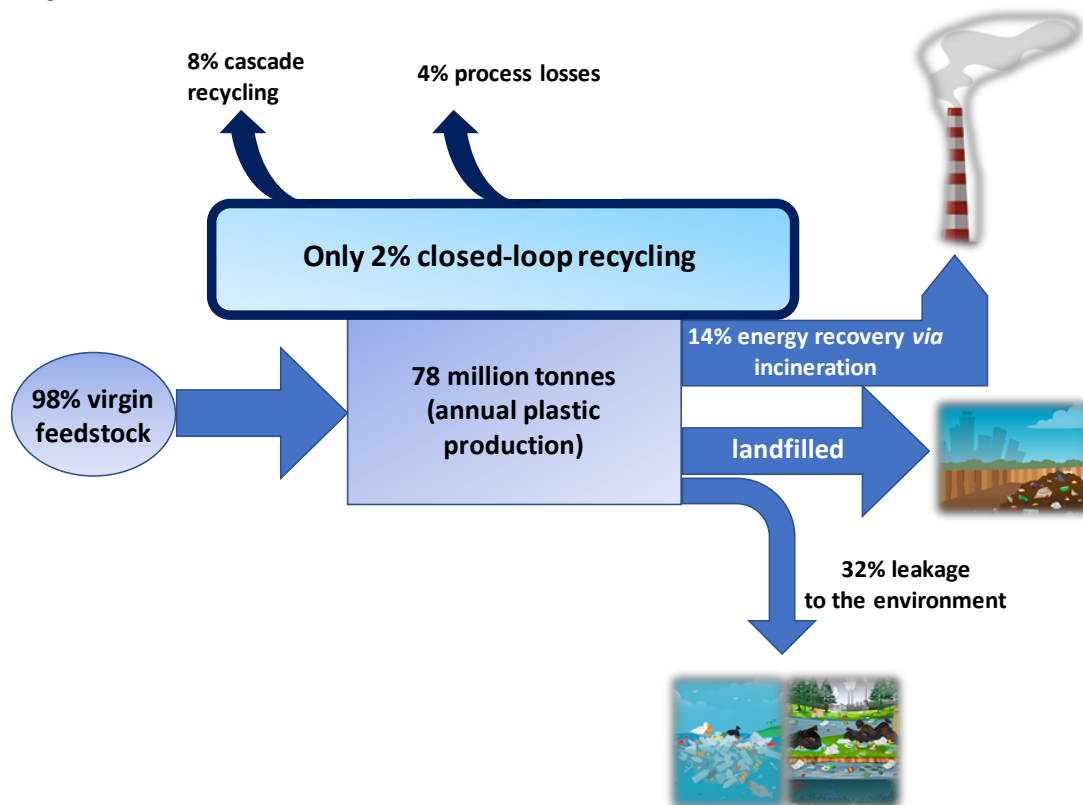 8% cascade
recycling
4% process losses
Only 2% closed-loop recycling
14% energy recovery via
incineration
98% virgin
feedstock
78 million tonnes
(annual plastic
production)
landfilled
32% leakage
to the environment